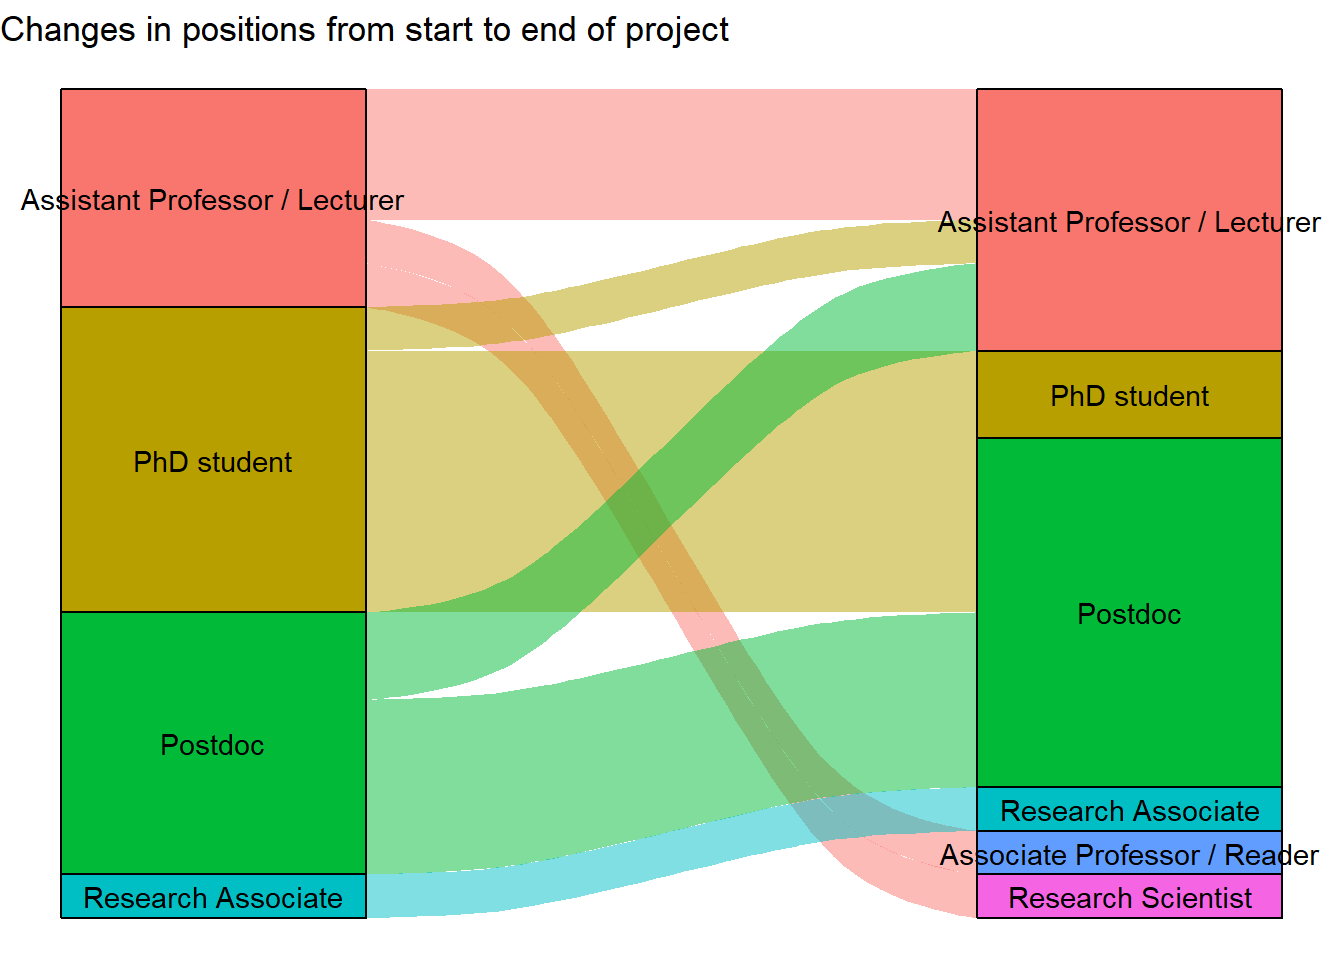 Changes in positions from start to end of project
Assistant Professor / Lecturer
PhD student
Postdoc
Research Associate
Assistant Professor / Lecturer
PhD student
Postdoc
Research Associate
Associate Professor / Reader
Research Scientist